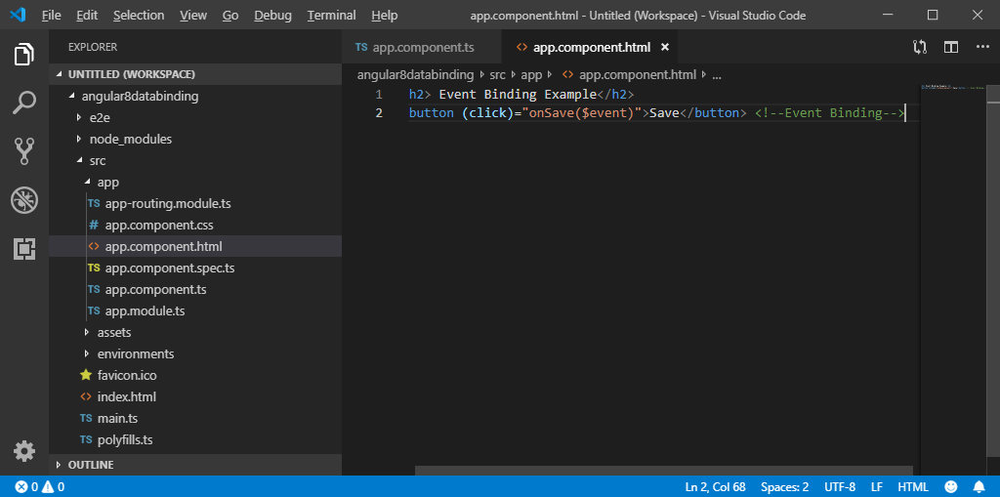 File Edit Selection View Go Debug Terminal Help app.component.html - Untitled (Workspace) - Visual Studio Code
EXPLORER
UNTITLED (WORKSPACE)
angular8databinding
e2e
node_modules
src
app
TS app-routing.module.ts
# app.component.css
<> app.component.html
TS app.component.spec.ts
TS app.component.ts
TS app.module.ts
assets
environments
favicon.ico
<> index.html
TS main.ts
TS polyfills.ts
OUTLINE
TS app.component.ts <> app.component.html ×
angular8databinding › src › app › <> app.component.html › ...
1 h2> Event Binding Example</h2>
2 button (click)="onSave($event)">Save</button> <!--Event Binding-->
0 0 Ln 2, Col 68 Spaces: 2 UTF-8 LF HTML